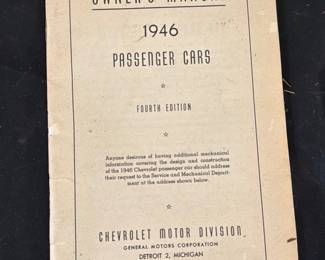 OWNER'S MANUAL
1946
PASSENGER CARS
FOURTH EDITION
Anyone desirous of having additional mechanical
information covering the design and construction
of the 1946 Chevrolet passenger car should address
their request to the Service and Mechanical Depart-
ment at the address shown below.
CHEVROLET MOTOR DIVISION
GENERAL MOTORS CORPORATION
DETROIT 2, MICHIGAN